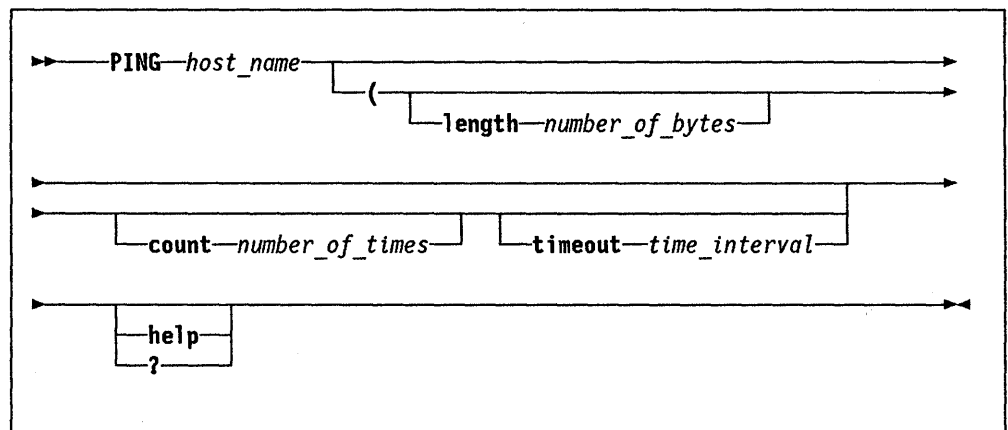 PING host_name
(
length number_of_bytes
count number_of_times timeout time_interval
help
?